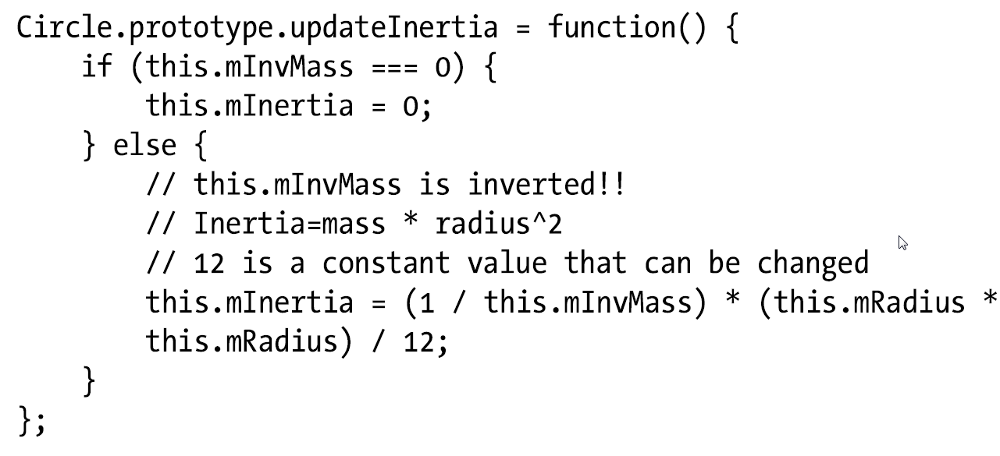 Circle.prototype.updateInertia = function() {
    if (this.mInvMass === 0) {
        this.mInertia = 0;
    } else {
        // this.mInvMass is inverted!!
        // Inertia=mass * radius^2
        // 12 is a constant value that can be changed
        this.mInertia = (1 / this.mInvMass) * (this.mRadius *
        this.mRadius) / 12;
    }
};